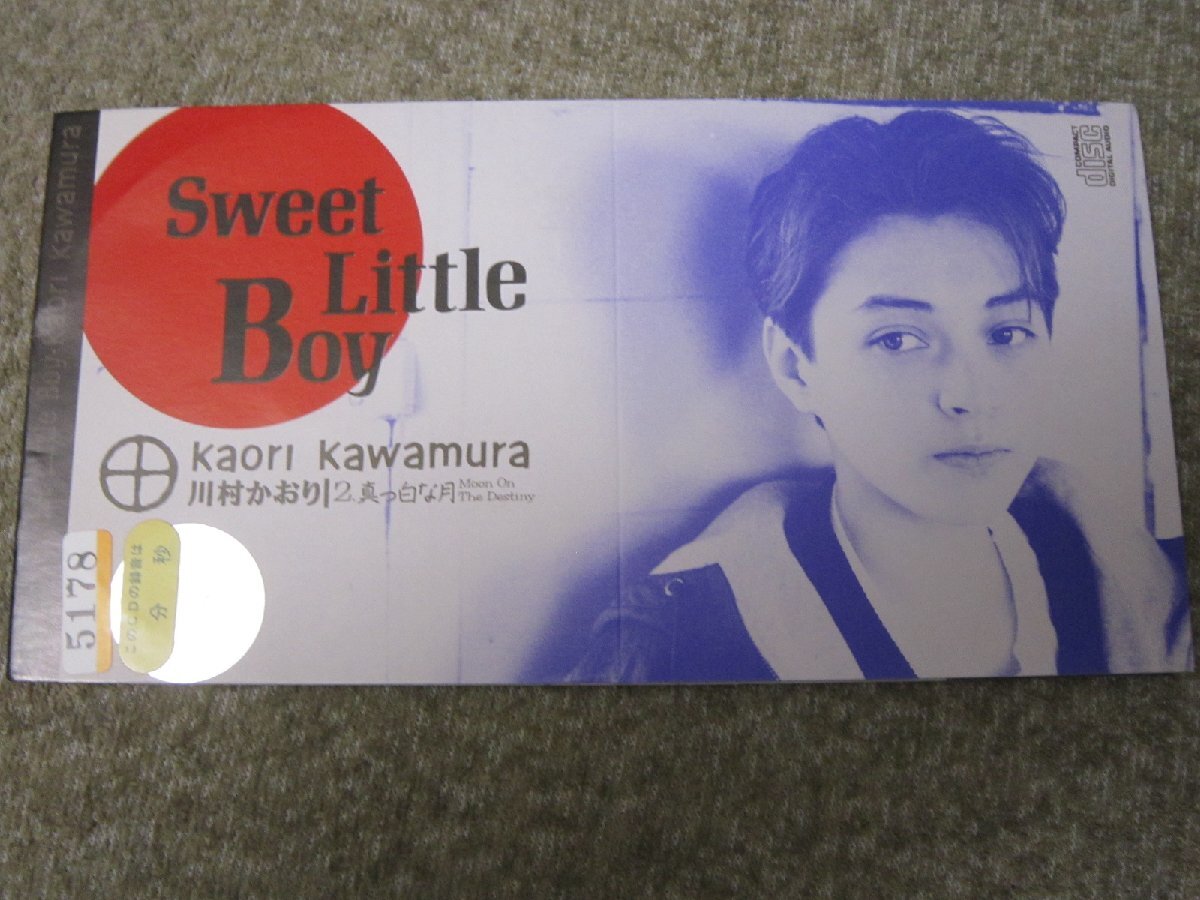 Kaori Kawamura
Sweet
Little
Boy
kaori kawamura
川村かおり
2.真っ白な月
Moon On
The Destiny
5178
このCDの録音は
分 秒
COMPACT
disc
DIGITAL AUDIO